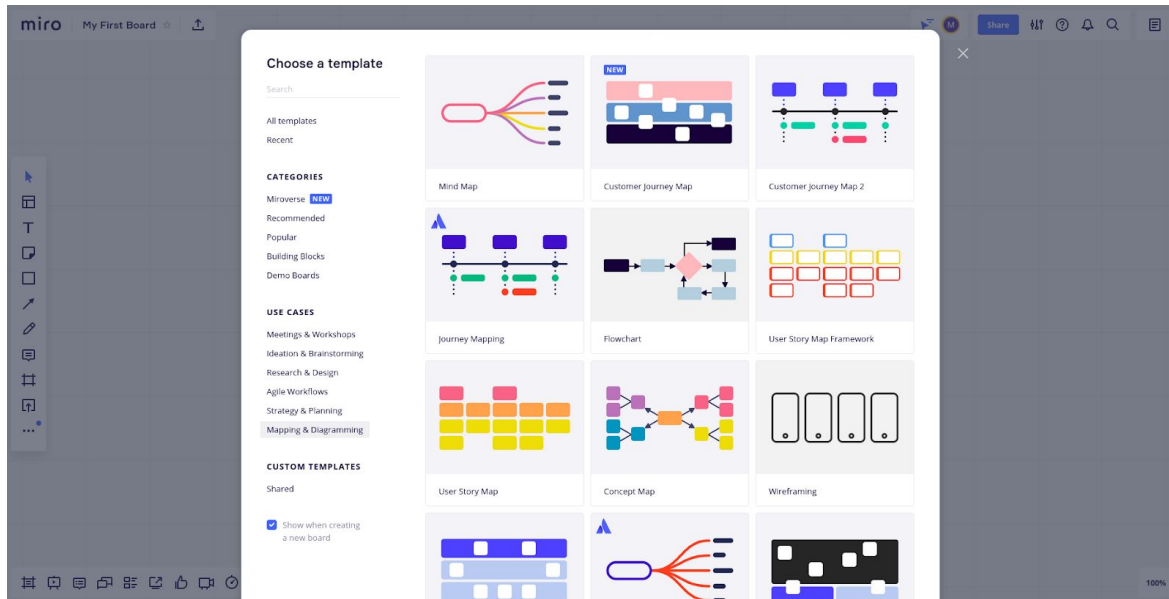 miro
My First Board
Share
M
Choose a template
Search
All templates
Recent
CATEGORIES
Miroverse NEW
Recommended
Popular
Building Blocks
Demo Boards
USE CASES
Meetings & Workshops
Ideation & Brainstorming
Research & Design
Agile Workflows
Strategy & Planning
Mapping & Diagramming
CUSTOM TEMPLATES
Shared
Show when creating
a new board
NEW
Mind Map
Customer Journey Map
Customer Journey Map 2
Journey Mapping
Flowchart
User Story Map Framework
User Story Map
Concept Map
Wireframing
100%